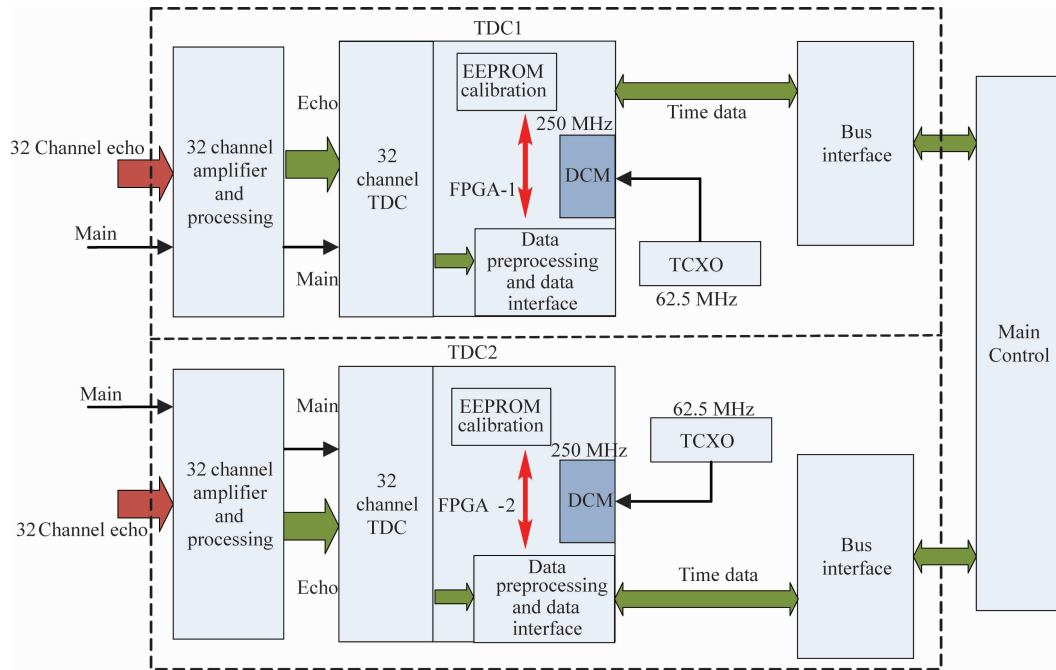 TDC1
EEPROM
calibration
Echo
250 MHz
Time data
32 Channel echo
32 channel
amplifier
and
processing
32
channel
TDC
FPGA-1
DCM
Bus
interface
Main
Main
Data
preprocessing
and data
interface
TCXO
62.5 MHz
Main
Control
TDC2
Main
Main
EEPROM
calibration
62.5 MHz
TCXO
250 MHz
32 channel
amplifier
and
processing
32
channel
TDC
FPGA -2
DCM
32 Channel echo
Bus
interface
Echo
Data
preprocessing
and data
interface
Time data